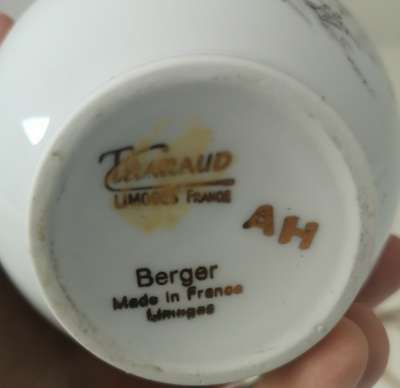 THARAUD
LIMOGES FRANCE
AH
Berger
Made in France
Limoges